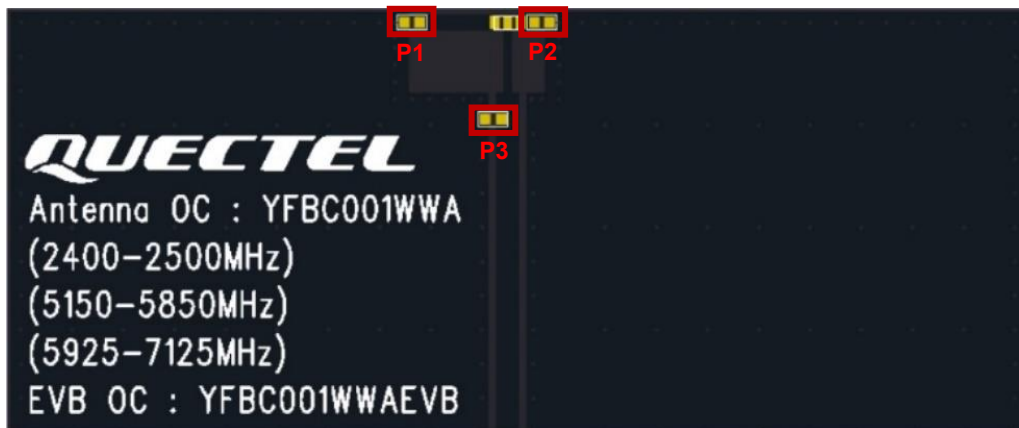 P1
P2
P3
QUECTEL
Antenna OC : YFBC001WWA
(2400-2500MHz)
(5150-5850MHz)
(5925-7125MHz)
EVB OC : YFBC001WWAEVB